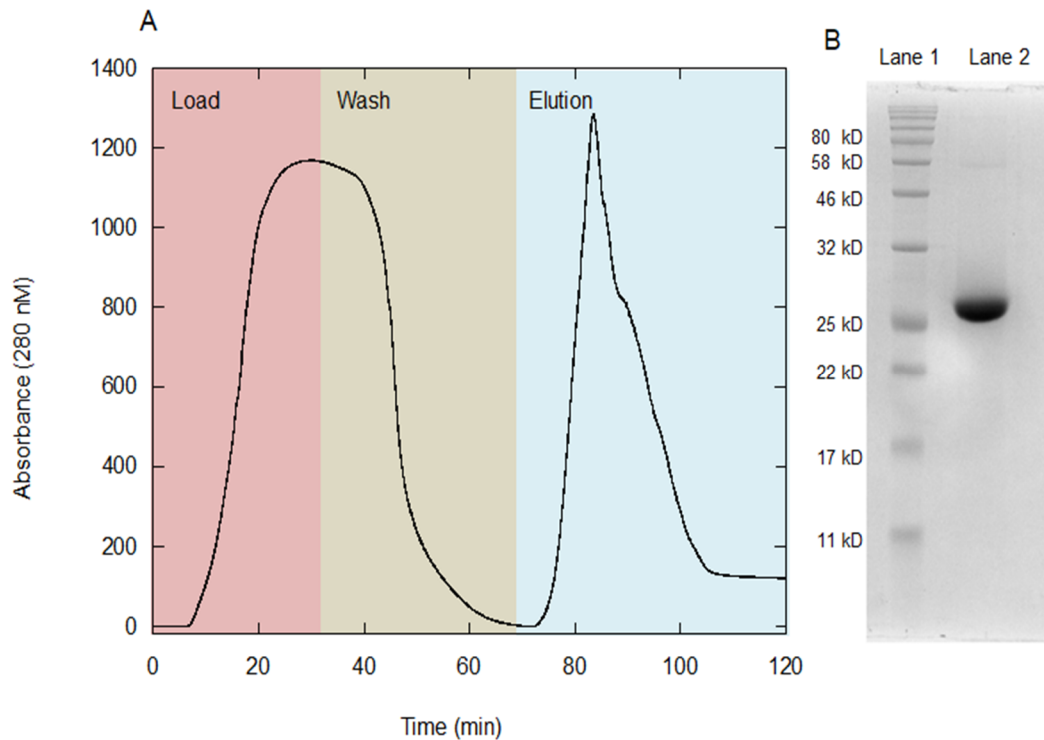 A
Absorbance (280 nM)
1400
1200
1000
800
600
400
200
0
Load
Wash
Elution
0 20 40 60 80 100 120
Time (min)
B
Lane 1 Lane 2
80 kD
58 kD
46 kD
32 kD
25 kD
22 kD
17 kD
11 kD